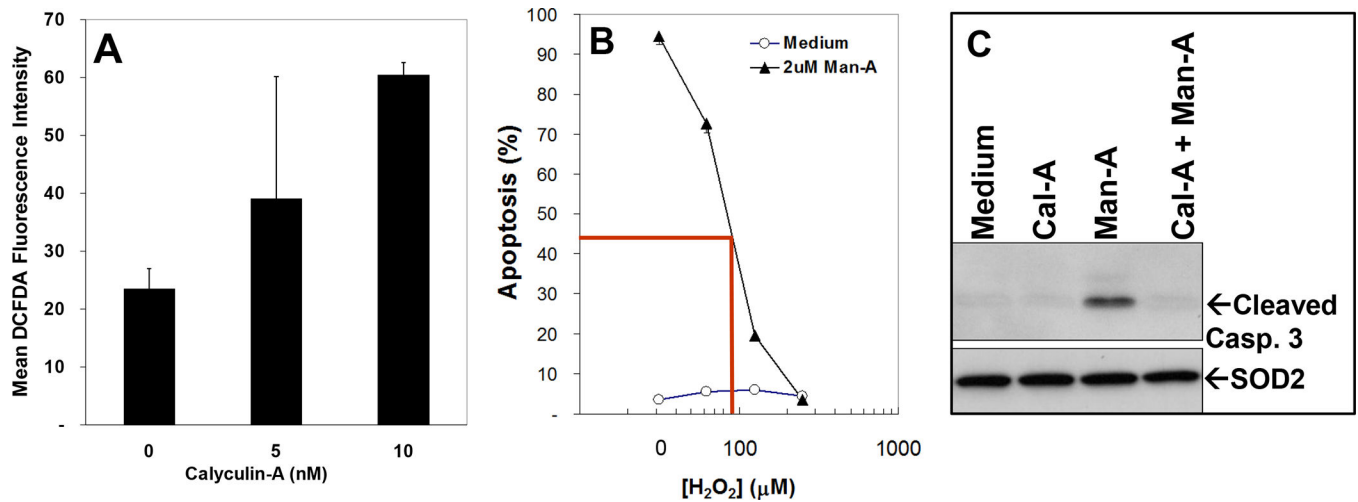 A
70
60
50
40
30
20
10
-
Mean DCFDA Fluorescence Intensity
0 5 10
Calyculin-A (nM)
B
Medium
2uM Man-A
100
90
80
70
60
50
40
30
20
10
-
Apoptosis (%)
0 100 1000
[H₂O₂] (μM)
C
Medium
Cal-A
Man-A
Cal-A + Man-A
←Cleaved
Casp. 3
←SOD2